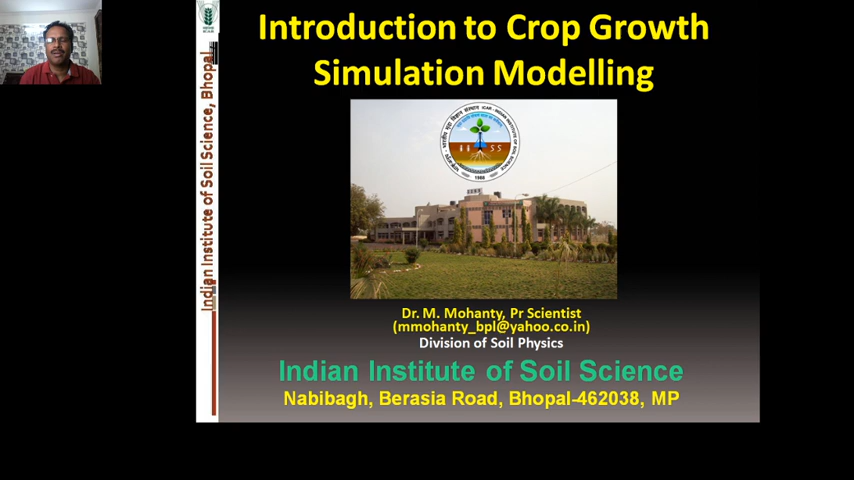 Introduction to Crop Growth
Simulation Modelling
Indian Institute of Soil Science, Bhopal
Dr. M. Mohanty, Pr Scientist
(mmohanty_bpl@yahoo.co.in)
Division of Soil Physics
Indian Institute of Soil Science
Nabibagh, Berasia Road, Bhopal-462038, MP